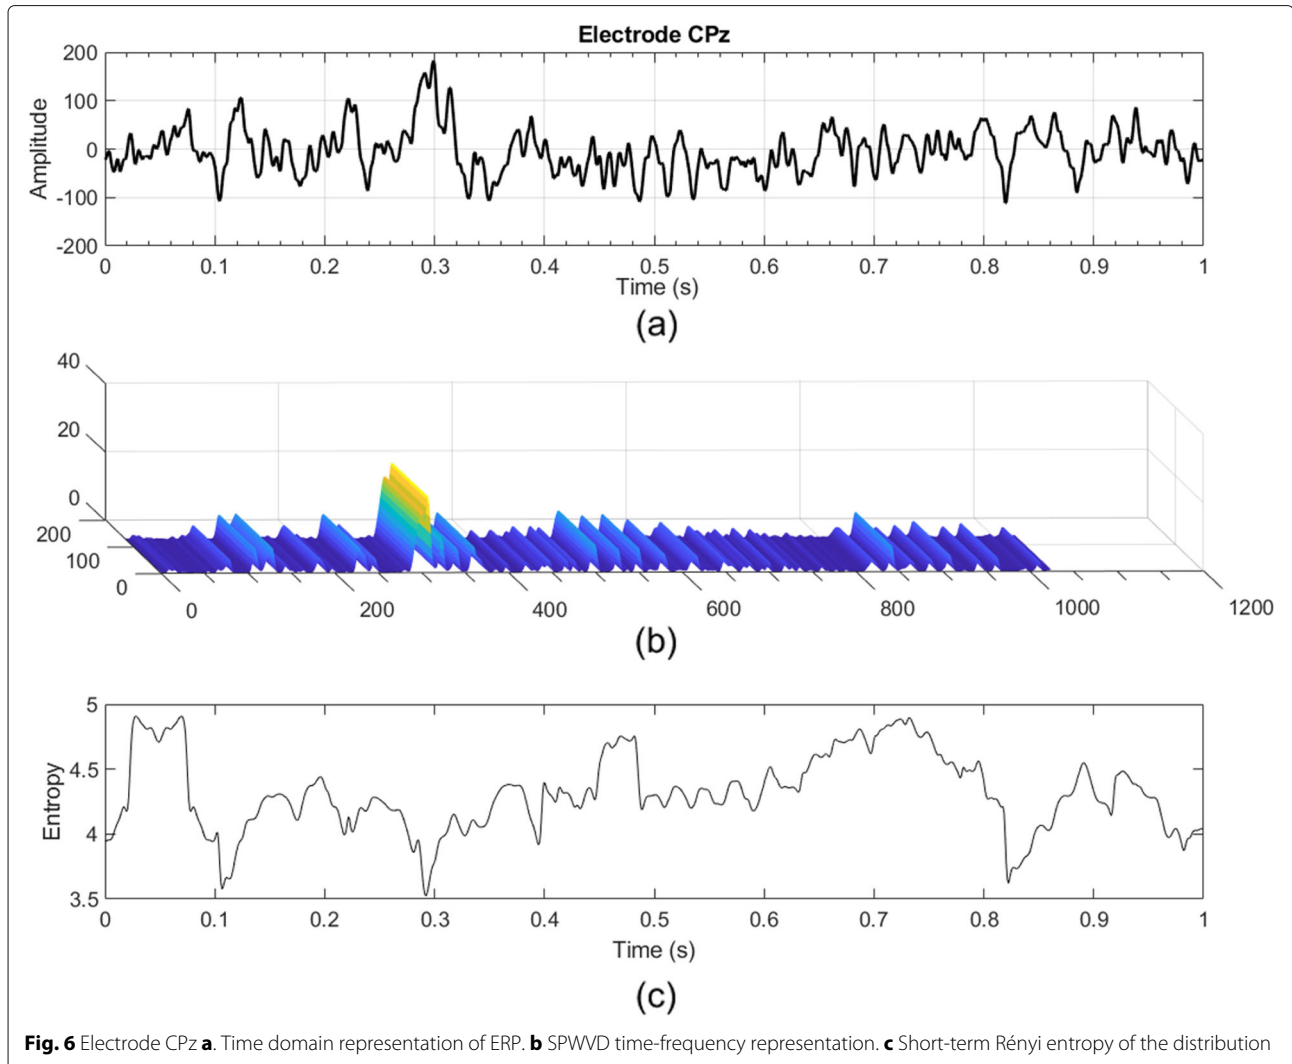 Electrode CPz
200
100
0
-100
-200
Amplitude
0 0.1 0.2 0.3 0.4 0.5 0.6 0.7 0.8 0.9 1
Time (s)
(a)
40
20
0
200
100
0
0 200 400 600 800 1000 1200
(b)
5
4.5
4
3.5
Entropy
0 0.1 0.2 0.3 0.4 0.5 0.6 0.7 0.8 0.9 1
Time (s)
(c)
Fig. 6 Electrode CPz a. Time domain representation of ERP. b SPWVD time-frequency representation. c Short-term Rényi entropy of the distribution